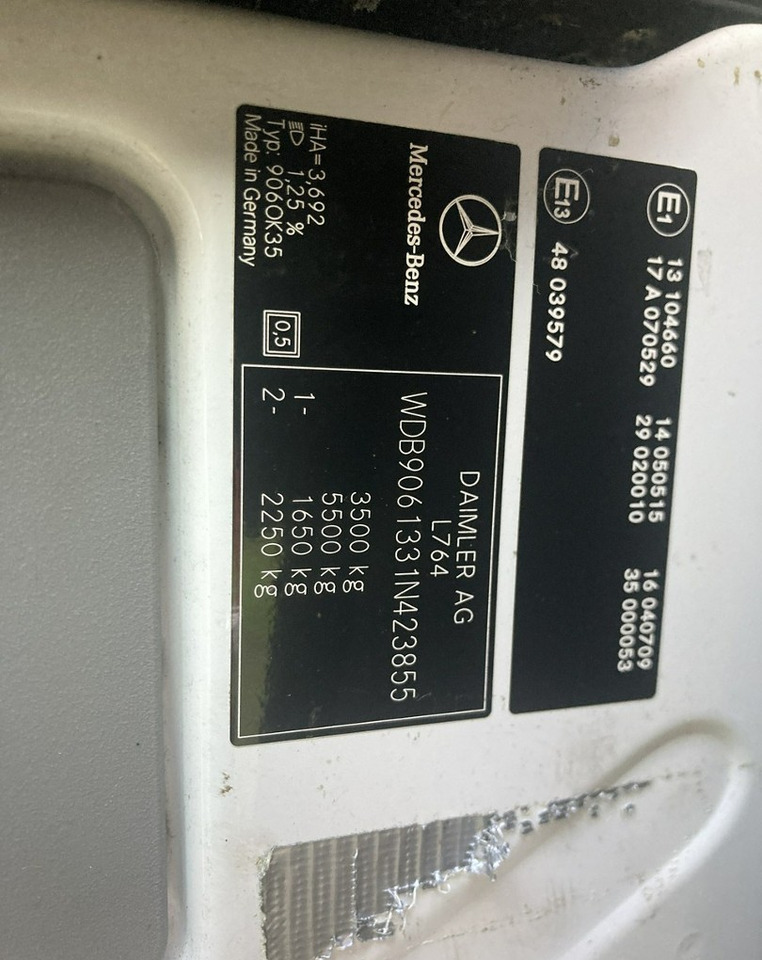 E1 13 104660 14 050515 16 040709
17 A 070529 29 020010 35 000053
E13 48 039579
Mercedes-Benz
DAIMLER AG
L764
WDB9061331N423855
3500 kg
5500 kg
1- 1650 kg
2- 2250 kg
iHA=3,692
1,25 %
Typ: 906OK35
Made in Germany
0,5